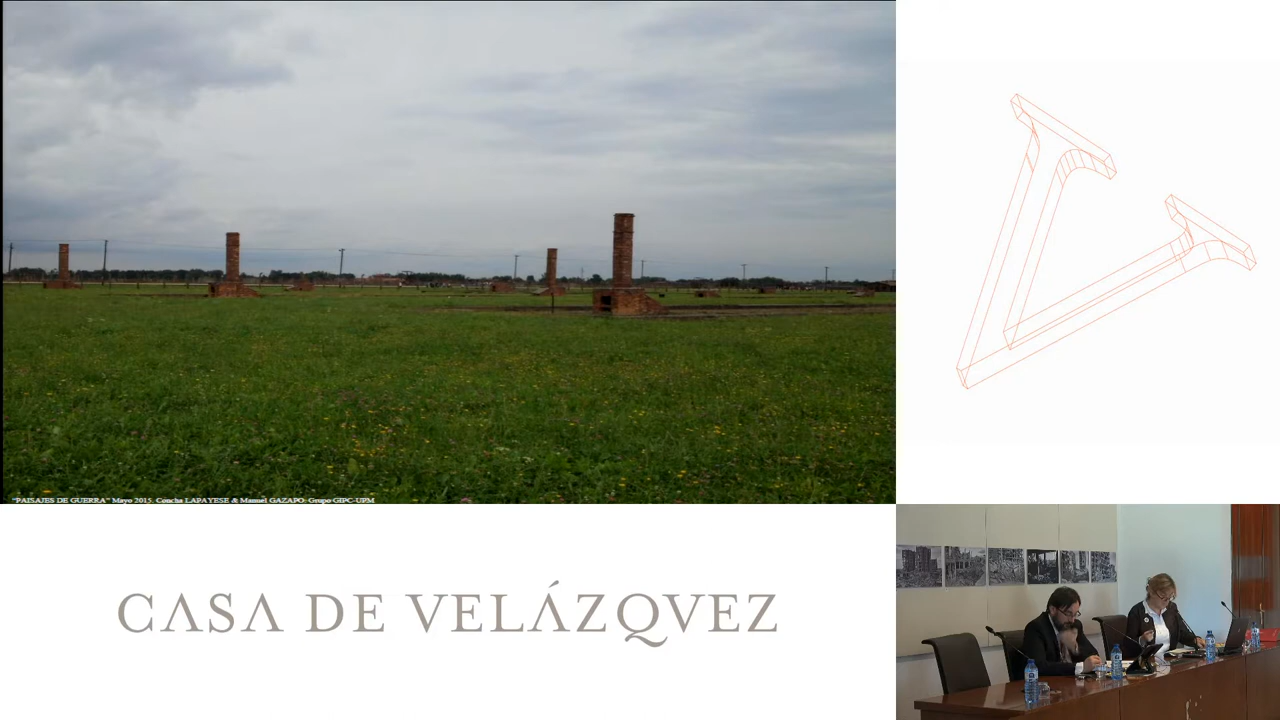 "PAISAJES DE GUERRA" Mayo 2015. Concha LAPAYESE & Manuel GAZAPO. Grupo GIPC-UPM
CASA DE VELÁZQVEZ